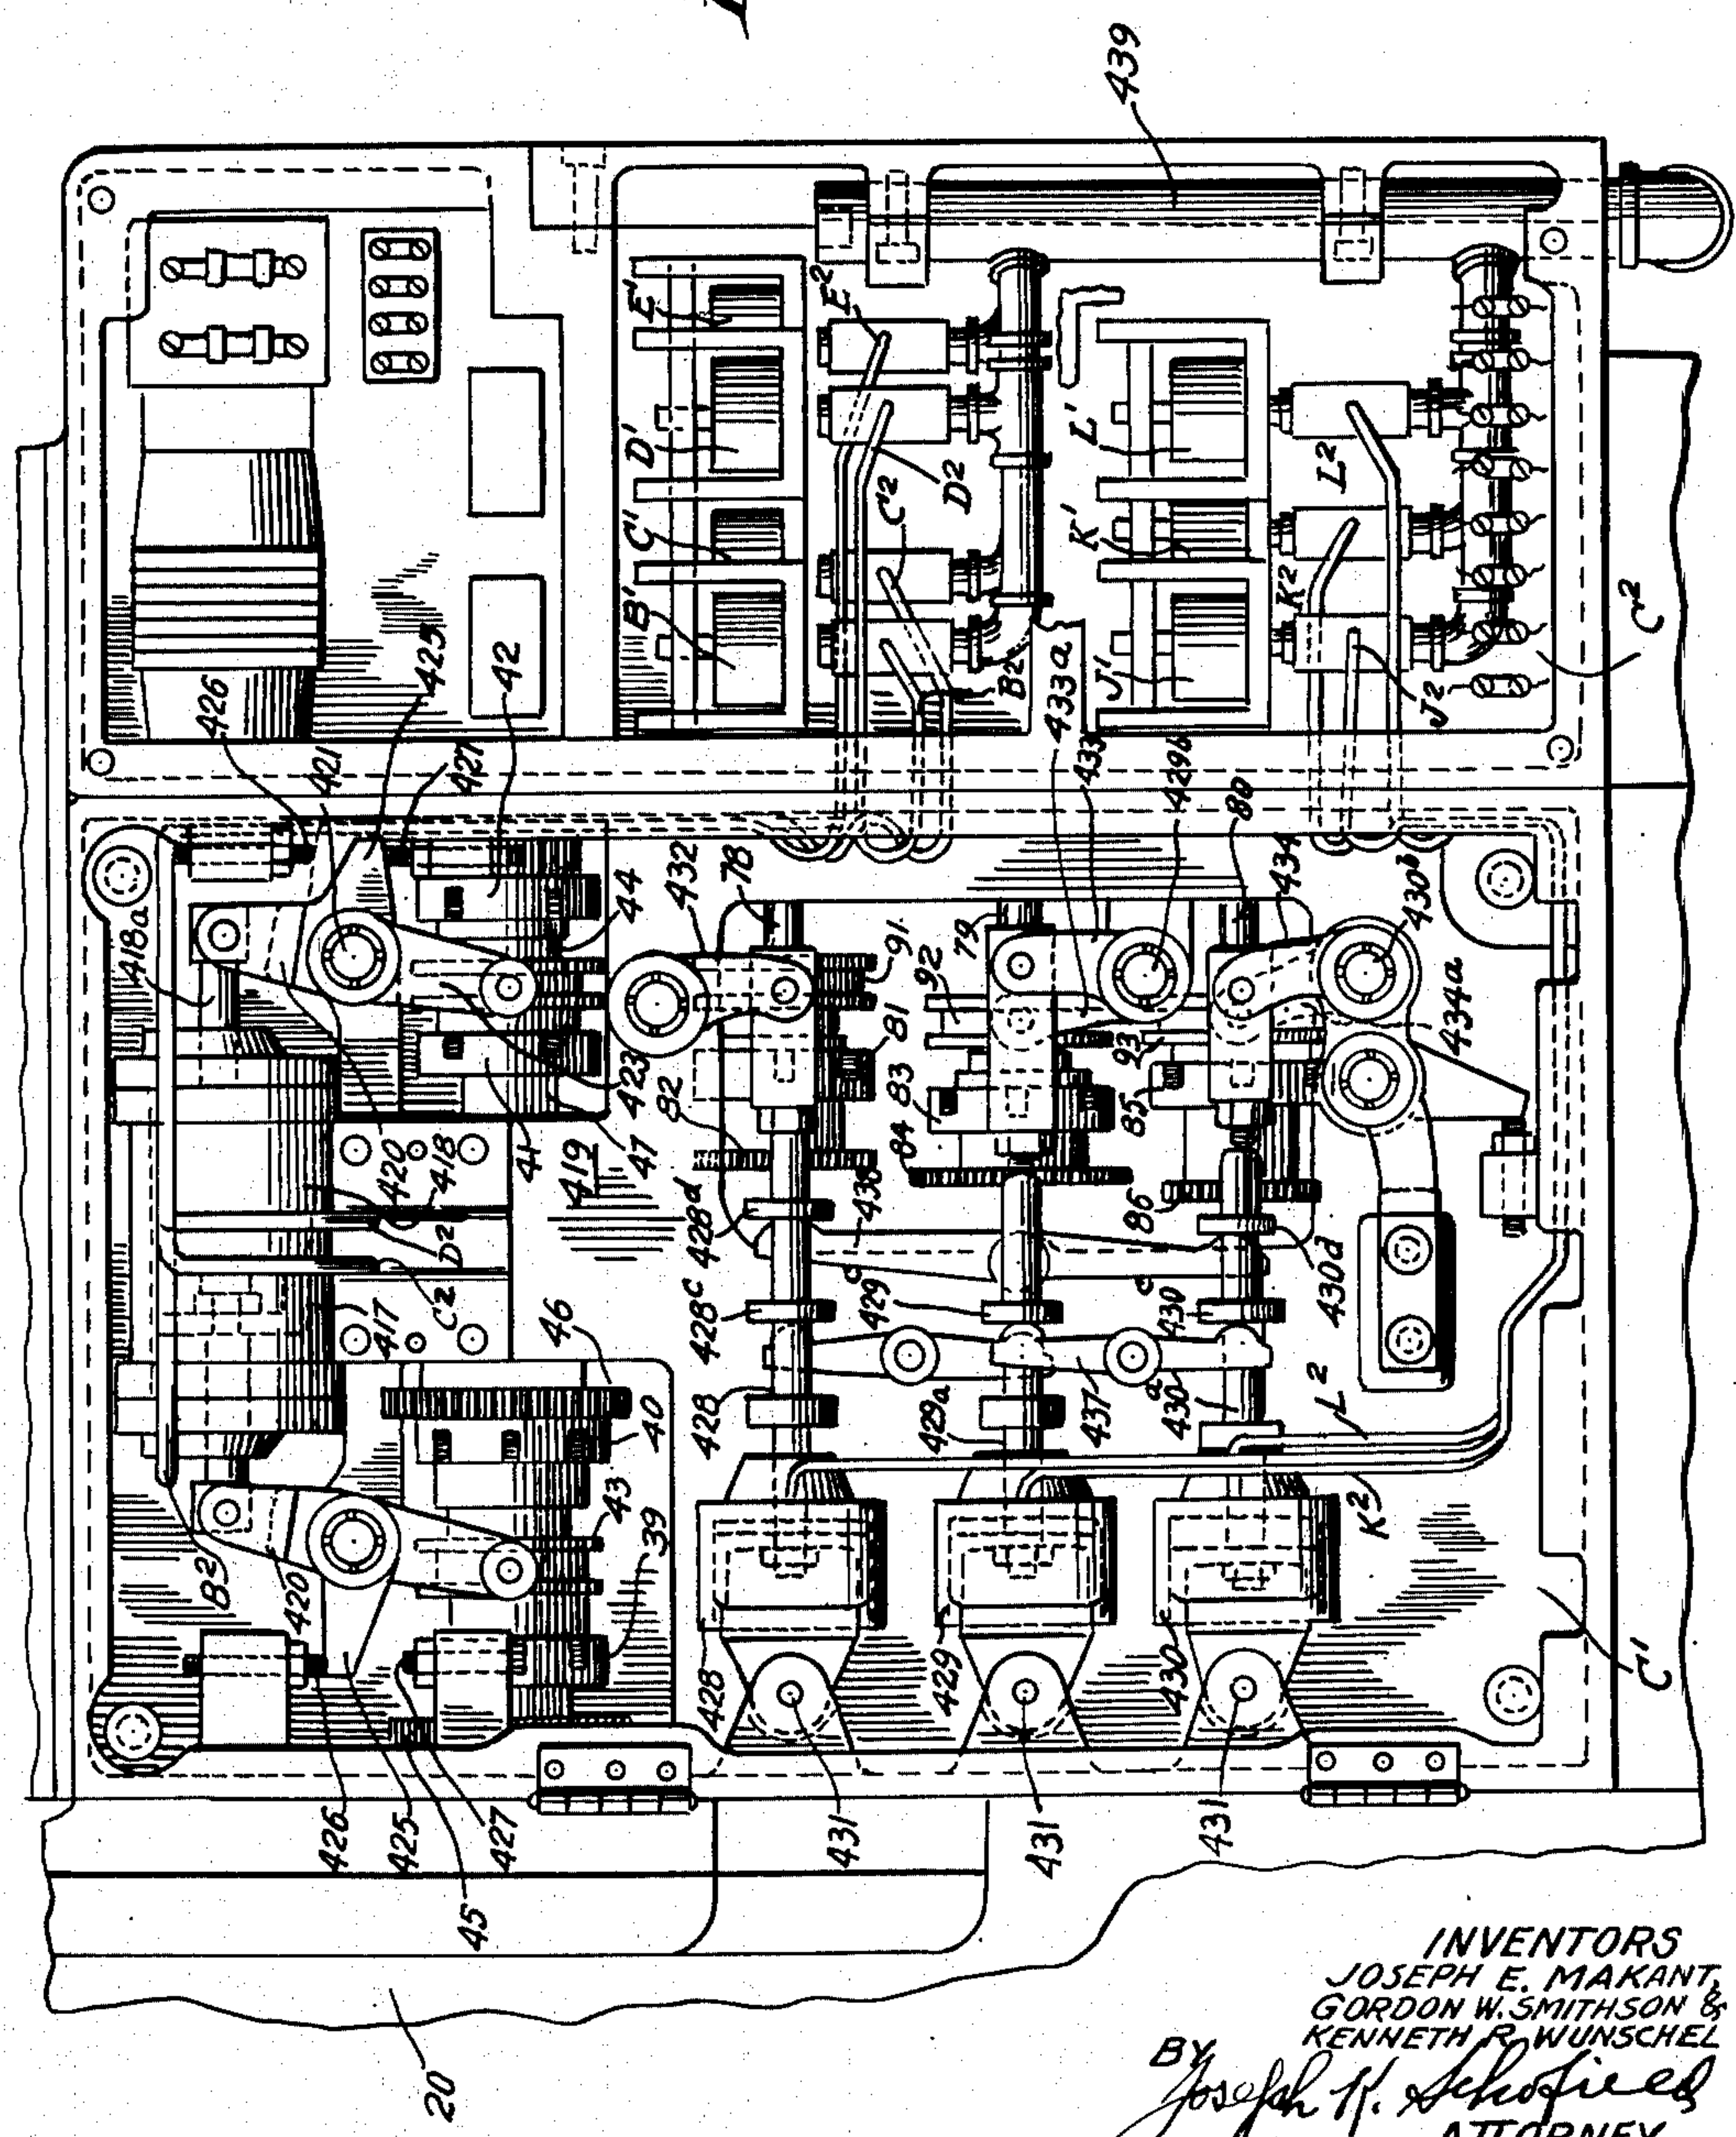 439
E'
E²
D'
D²
C'
C²
B'
B²
L'
L²
K'
K²
J'
J²
C²
426
421
425
427
42
418a
44
432
78
433a
433
429b
80
434
430b
91
92
79
81
82
83
84
93
85
86
434a
423
47
41
419
420
418
D²
C²
417
46
40
43
39
428d
436
428c
429
430
430d
428
429a
437
430a
L²
K²
B²
420
428
429
430
C'
426
425
427
45
431
431
431
20
INVENTORS
JOSEPH E. MAKANT,
GORDON W. SMITHSON &
KENNETH R. WUNSCHEL
BY
Joseph K. Schofield
ATTORNEY